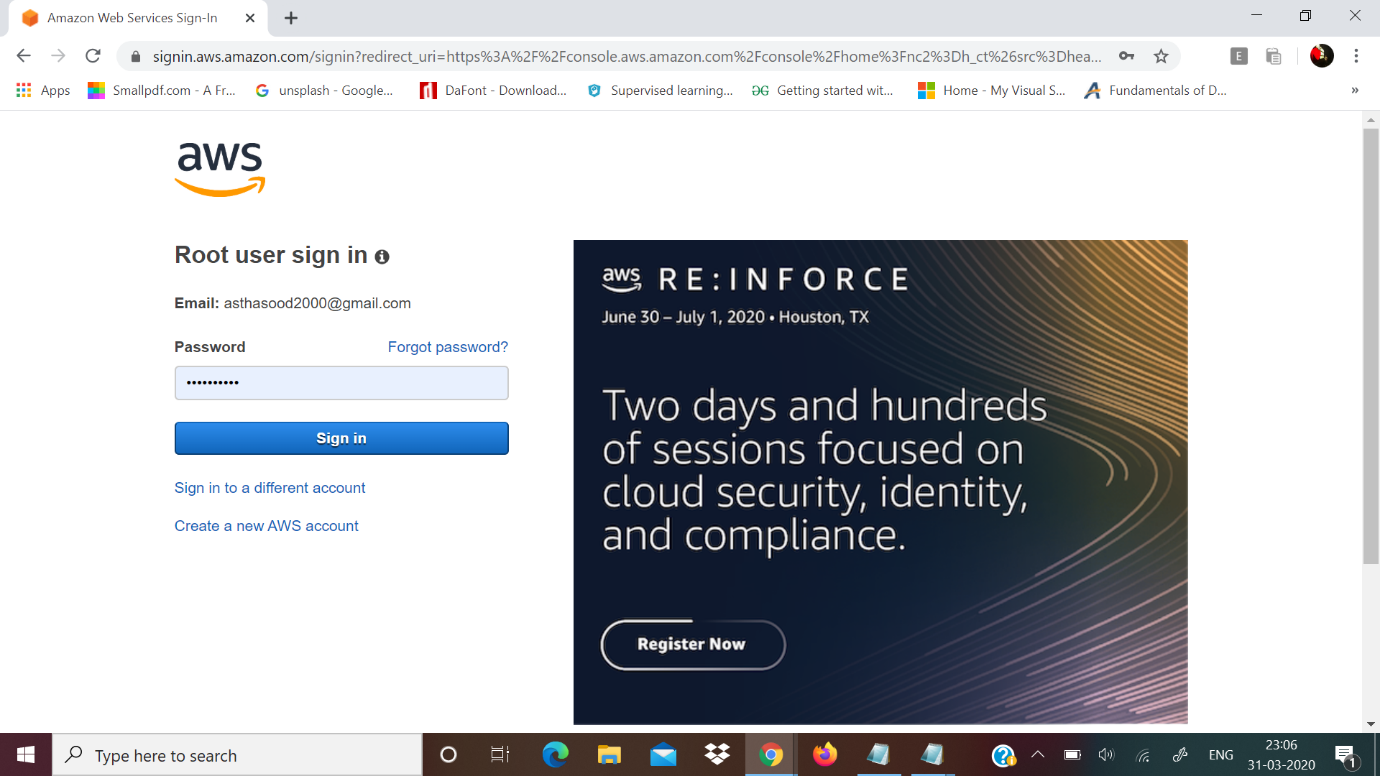 Amazon Web Services Sign-In
signin.aws.amazon.com/signin?redirect_uri=https%3A%2F%2Fconsole.aws.amazon.com%2Fconsole%2Fhome%3Fnc2%3Dh_ct%26src%3Dhea...
E
Apps Smallpdf.com - A Fr... unsplash - Google... DaFont - Download... Supervised learning... Getting started wit... Home - My Visual S... Fundamentals of D... »
aws
Root user sign in
Email: asthasood2000@gmail.com
Password Forgot password?
••••••••••
Sign in
Sign in to a different account
Create a new AWS account
aws RE:INFORCE
June 30 – July 1, 2020 • Houston, TX
Two days and hundreds
of sessions focused on
cloud security, identity,
and compliance.
Register Now
Type here to search
ENG
23:06
31-03-2020
1